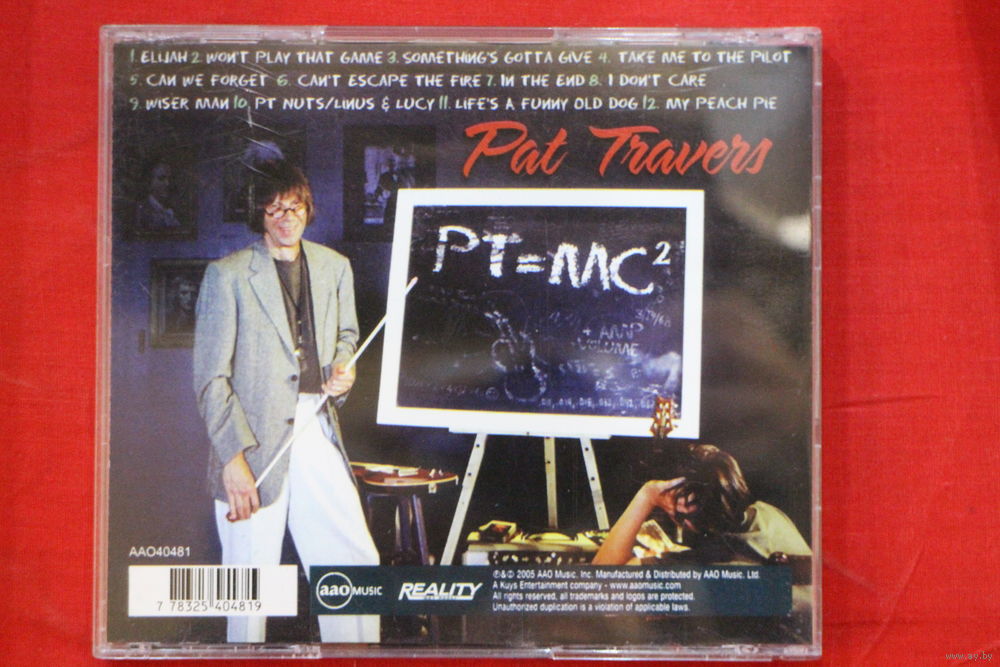 1. ELIJAH 2. WON'T PLAY THAT GAME 3. SOMETHING'S GOTTA GIVE 4. TAKE ME TO THE PILOT
5. CAN WE FORGET 6. CAN'T ESCAPE THE FIRE 7. IN THE END 8. I DON'T CARE
9. WISER MAN 10. PT NUTS/LINUS & LUCY 11. LIFE'S A FUNNY OLD DOG 12. MY PEACH PIE
Pat Travers
PT=MC²
+ AMP
VOLUME
AAO40481
7 78325 40481 9
aao MUSIC
REALITY
℗&© 2005 AAO Music, Inc. Manufactured & Distributed by AAO Music, Ltd.
A Kuys Entertainment company - www.aaomusic.com
All rights reserved, all trademarks and logos are protected.
Unauthorized duplication is a violation of applicable laws.
www.ay.by